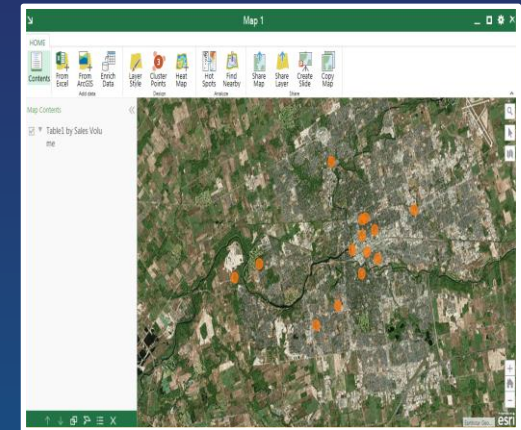 Map 1
HOME
Contents
From Excel
From ArcGIS
Enrich Data
Layer Style
Cluster Points
Heat Map
Hot Spots
Find Nearby
Share Map
Share Layer
Create Slide
Copy Map
Add data
Design
Analyze
Share
Map Contents
Table1 by Sales Volu
me
esri